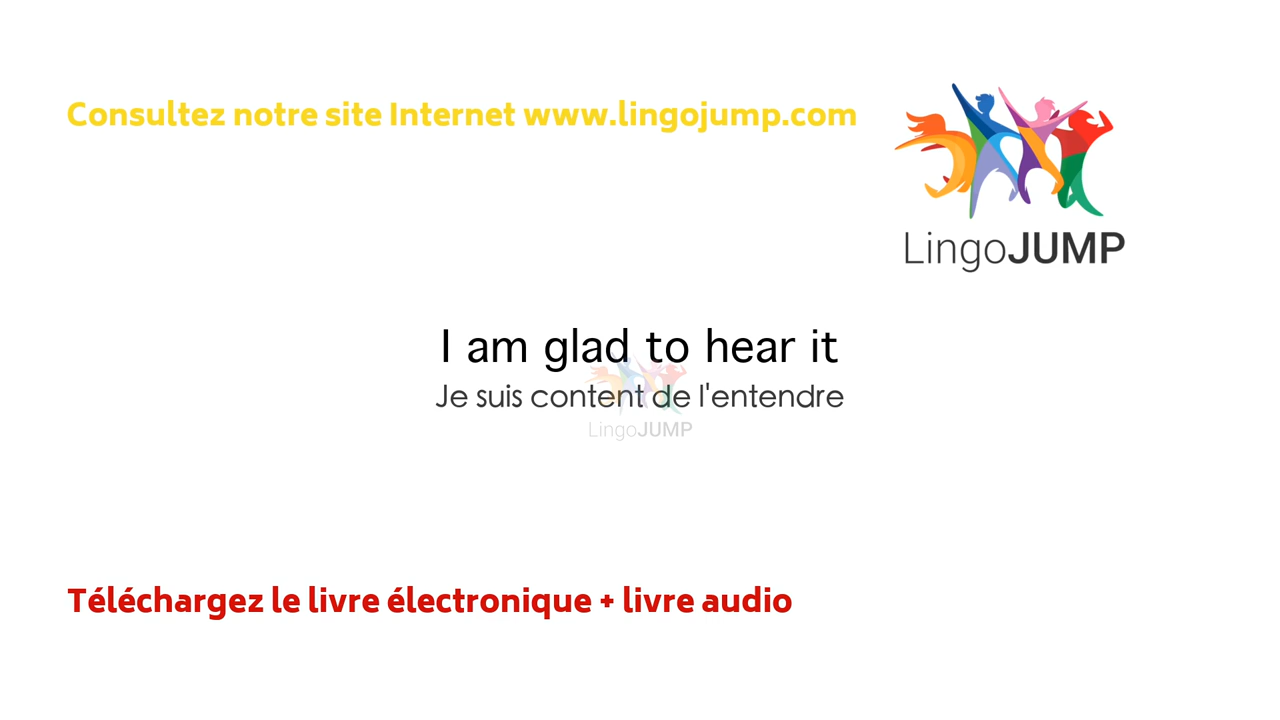 Consultez notre site Internet www.lingojump.com
LingoJUMP
I am glad to hear it
Je suis content de l'entendre
LingoJUMP
Téléchargez le livre électronique + livre audio